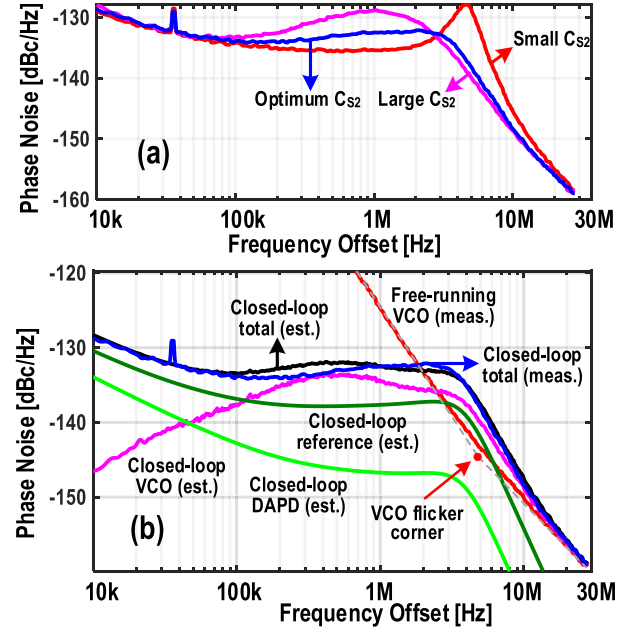 Phase Noise [dBc/Hz]
-133
-142
-150
-160
Small C_S2
Optimum C_S2
Large C_S2
(a)
10k
100k
1M
10M
30M
Frequency Offset [Hz]
Phase Noise [dBc/Hz]
-120
-130
-140
-150
Closed-loop
total (est.)
Free-running
VCO (meas.)
Closed-loop
total (meas.)
Closed-loop
reference (est.)
Closed-loop
VCO (est.)
Closed-loop
DAPD (est.)
VCO flicker
corner
(b)
10k
100k
1M
10M
30M
Frequency Offset [Hz]